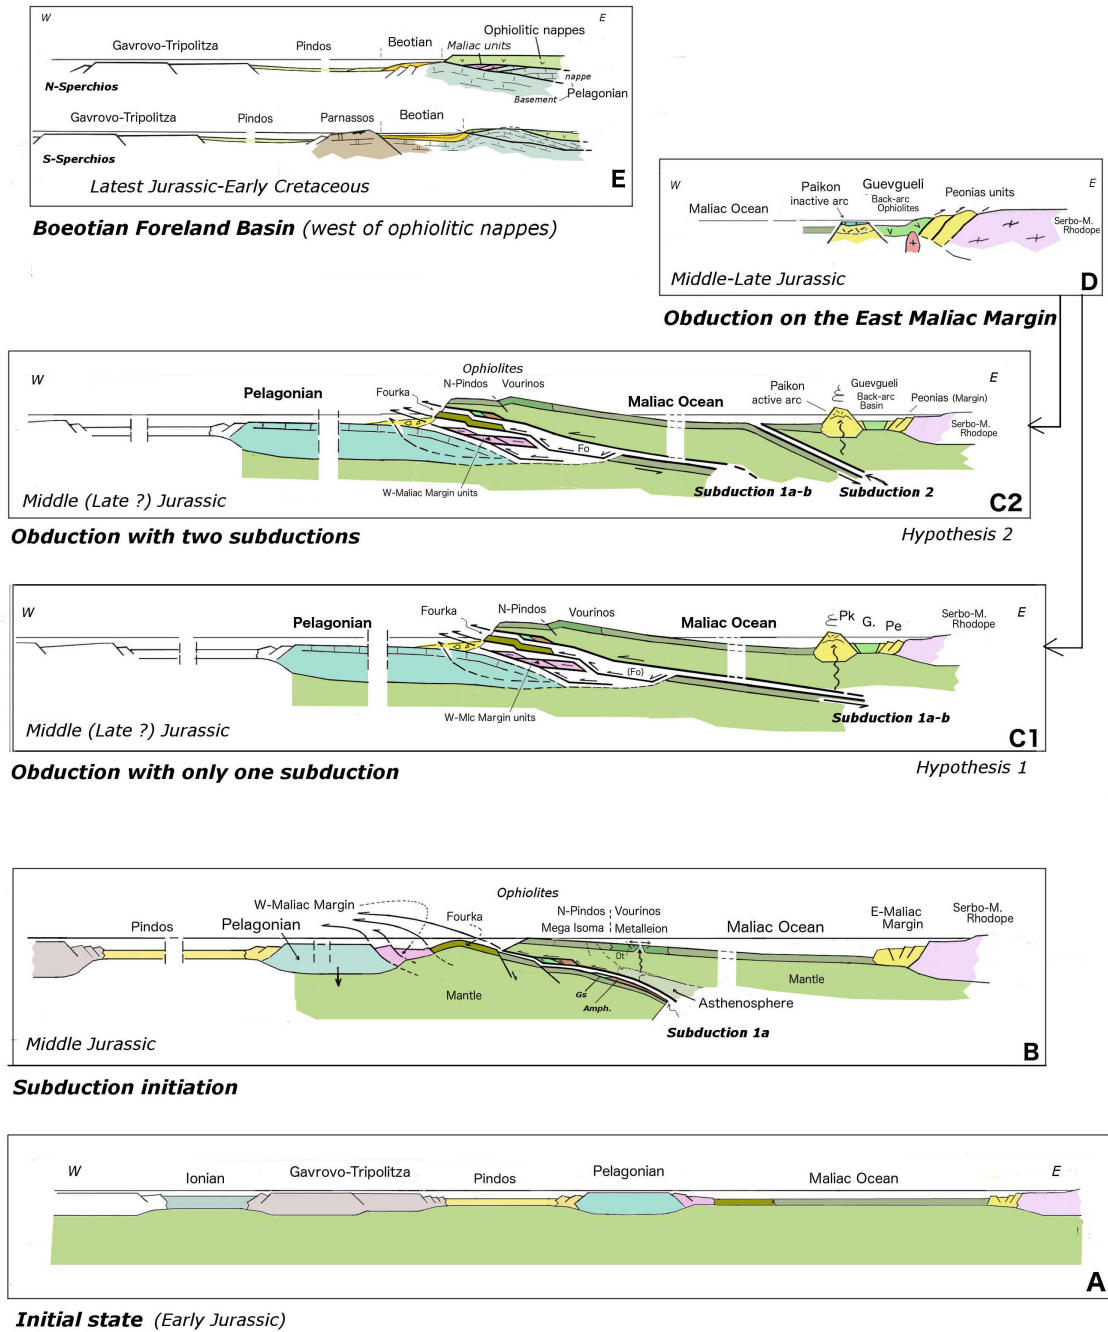 W
E
Gavrovo-Tripolitza
Pindos
Beotian
Ophiolitic nappes
Maliac units
N-Sperchios
nappe
Basement
Pelagonian
Gavrovo-Tripolitza
Pindos
Parnassos
Beotian
S-Sperchios
Latest Jurassic-Early Cretaceous
E
Boeotian Foreland Basin (west of ophiolitic nappes)
W
E
Maliac Ocean
Paikon
inactive arc
Guevgueli
Back-arc
Ophiolites
Peonias units
Serbo-M.
Rhodope
Middle-Late Jurassic
D
Obduction on the East Maliac Margin
W
E
Pelagonian
Fourka
Ophiolites
N-Pindos
Vourinos
Maliac Ocean
Paikon
active arc
Guevgueli
Back-arc
Basin
Peonias (Margin)
Serbo-M.
Rhodope
Fo
W-Maliac Margin units
Subduction 1a-b
Subduction 2
Middle (Late ?) Jurassic
C2
Obduction with two subductions
Hypothesis 2
W
E
Pelagonian
Fourka
N-Pindos
Vourinos
Maliac Ocean
Pk
G.
Pe
Serbo-M.
Rhodope
(Fo)
W-Mlc Margin units
Subduction 1a-b
Middle (Late ?) Jurassic
C1
Obduction with only one subduction
Hypothesis 1
Pindos
W-Maliac Margin
Pelagonian
Fourka
Ophiolites
N-Pindos
Mega Isoma
Vourinos
Metalleion
Maliac Ocean
E-Maliac
Margin
Serbo-M.
Rhodope
Dt
Mantle
Gs
Amph.
Asthenosphere
Mantle
Subduction 1a
Middle Jurassic
B
Subduction initiation
W
E
Ionian
Gavrovo-Tripolitza
Pindos
Pelagonian
Maliac Ocean
A
Initial state (Early Jurassic)